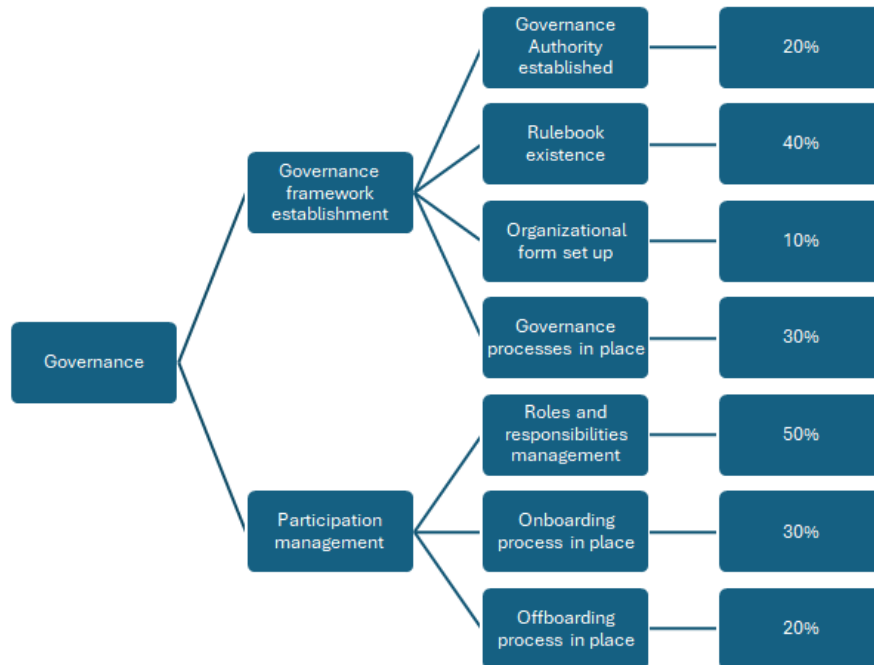 Governance
Authority
established
20%
Rulebook
existence
40%
Governance
framework
establishment
Organizational
form set up
10%
Governance
processes in place
30%
Governance
Roles and
responsibilities
management
50%
Participation
management
Onboarding
process in place
30%
Offboarding
process in place
20%